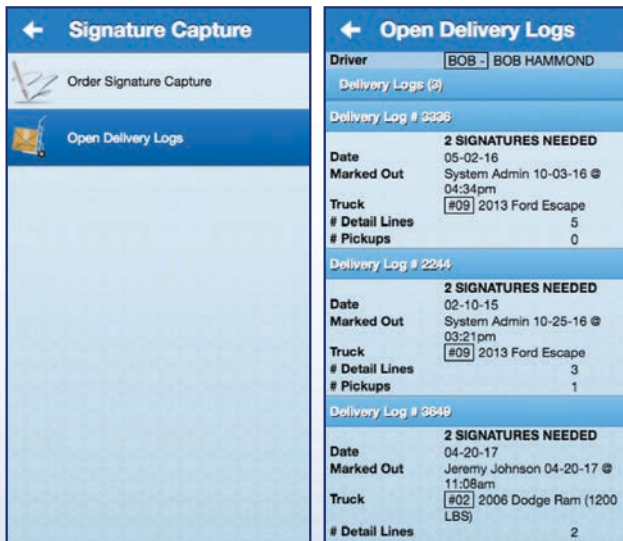 Signature Capture
Order Signature Capture
Open Delivery Logs
Open Delivery Logs
Driver BOB - BOB HAMMOND
Delivery Logs (3)
Delivery Log # 3336
2 SIGNATURES NEEDED
Date 05-02-16
Marked Out System Admin 10-03-16 @
04:34pm
Truck #09 2013 Ford Escape
# Detail Lines 5
# Pickups 0
Delivery Log # 2244
2 SIGNATURES NEEDED
Date 02-10-15
Marked Out System Admin 10-25-16 @
03:21pm
Truck #09 2013 Ford Escape
# Detail Lines 3
# Pickups 1
Delivery Log # 3649
2 SIGNATURES NEEDED
Date 04-20-17
Marked Out Jeremy Johnson 04-20-17 @
11:08am
Truck #02 2006 Dodge Ram (1200
LBS)
# Detail Lines 2